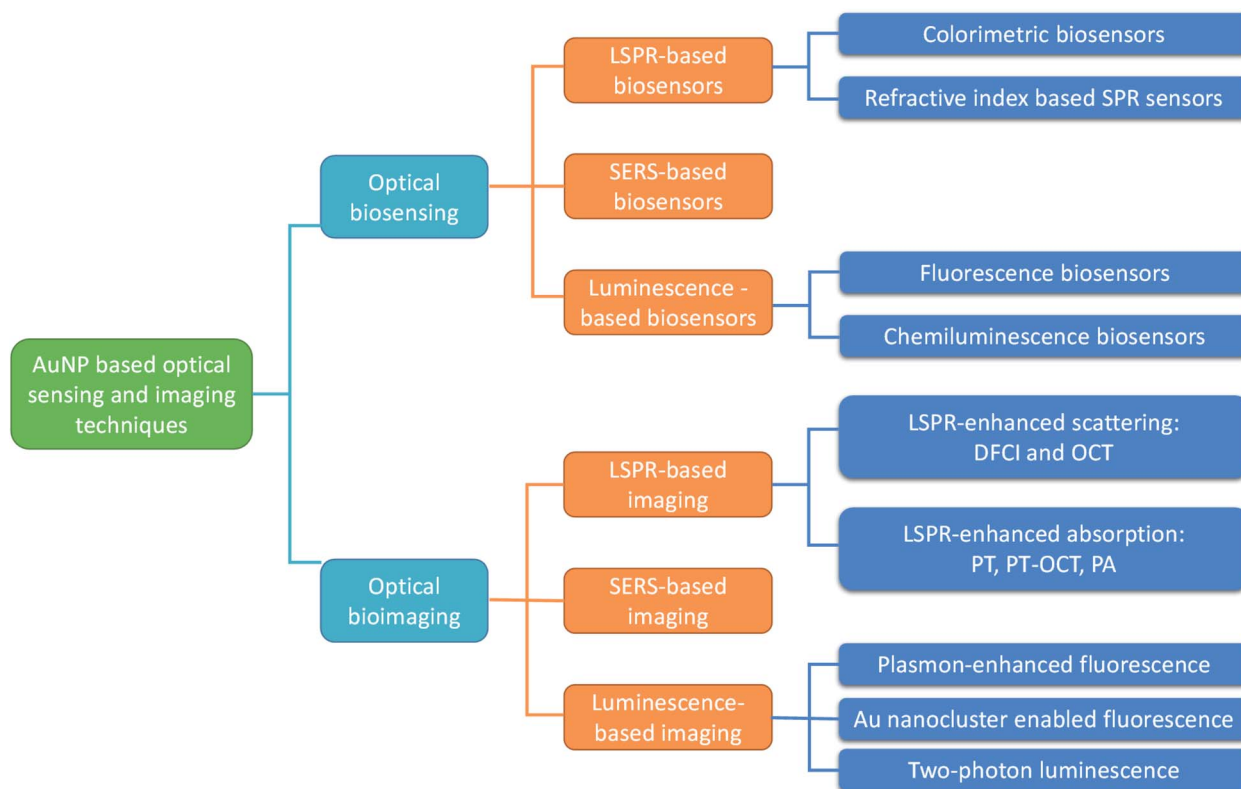 AuNP based optical
sensing and imaging
techniques
Optical
biosensing
LSPR-based
biosensors
Colorimetric biosensors
Refractive index based SPR sensors
SERS-based
biosensors
Luminescence -
based biosensors
Fluorescence biosensors
Chemiluminescence biosensors
Optical
bioimaging
LSPR-based
imaging
LSPR-enhanced scattering:
DFCI and OCT
LSPR-enhanced absorption:
PT, PT-OCT, PA
SERS-based
imaging
Luminescence-
based imaging
Plasmon-enhanced fluorescence
Au nanocluster enabled fluorescence
Two-photon luminescence